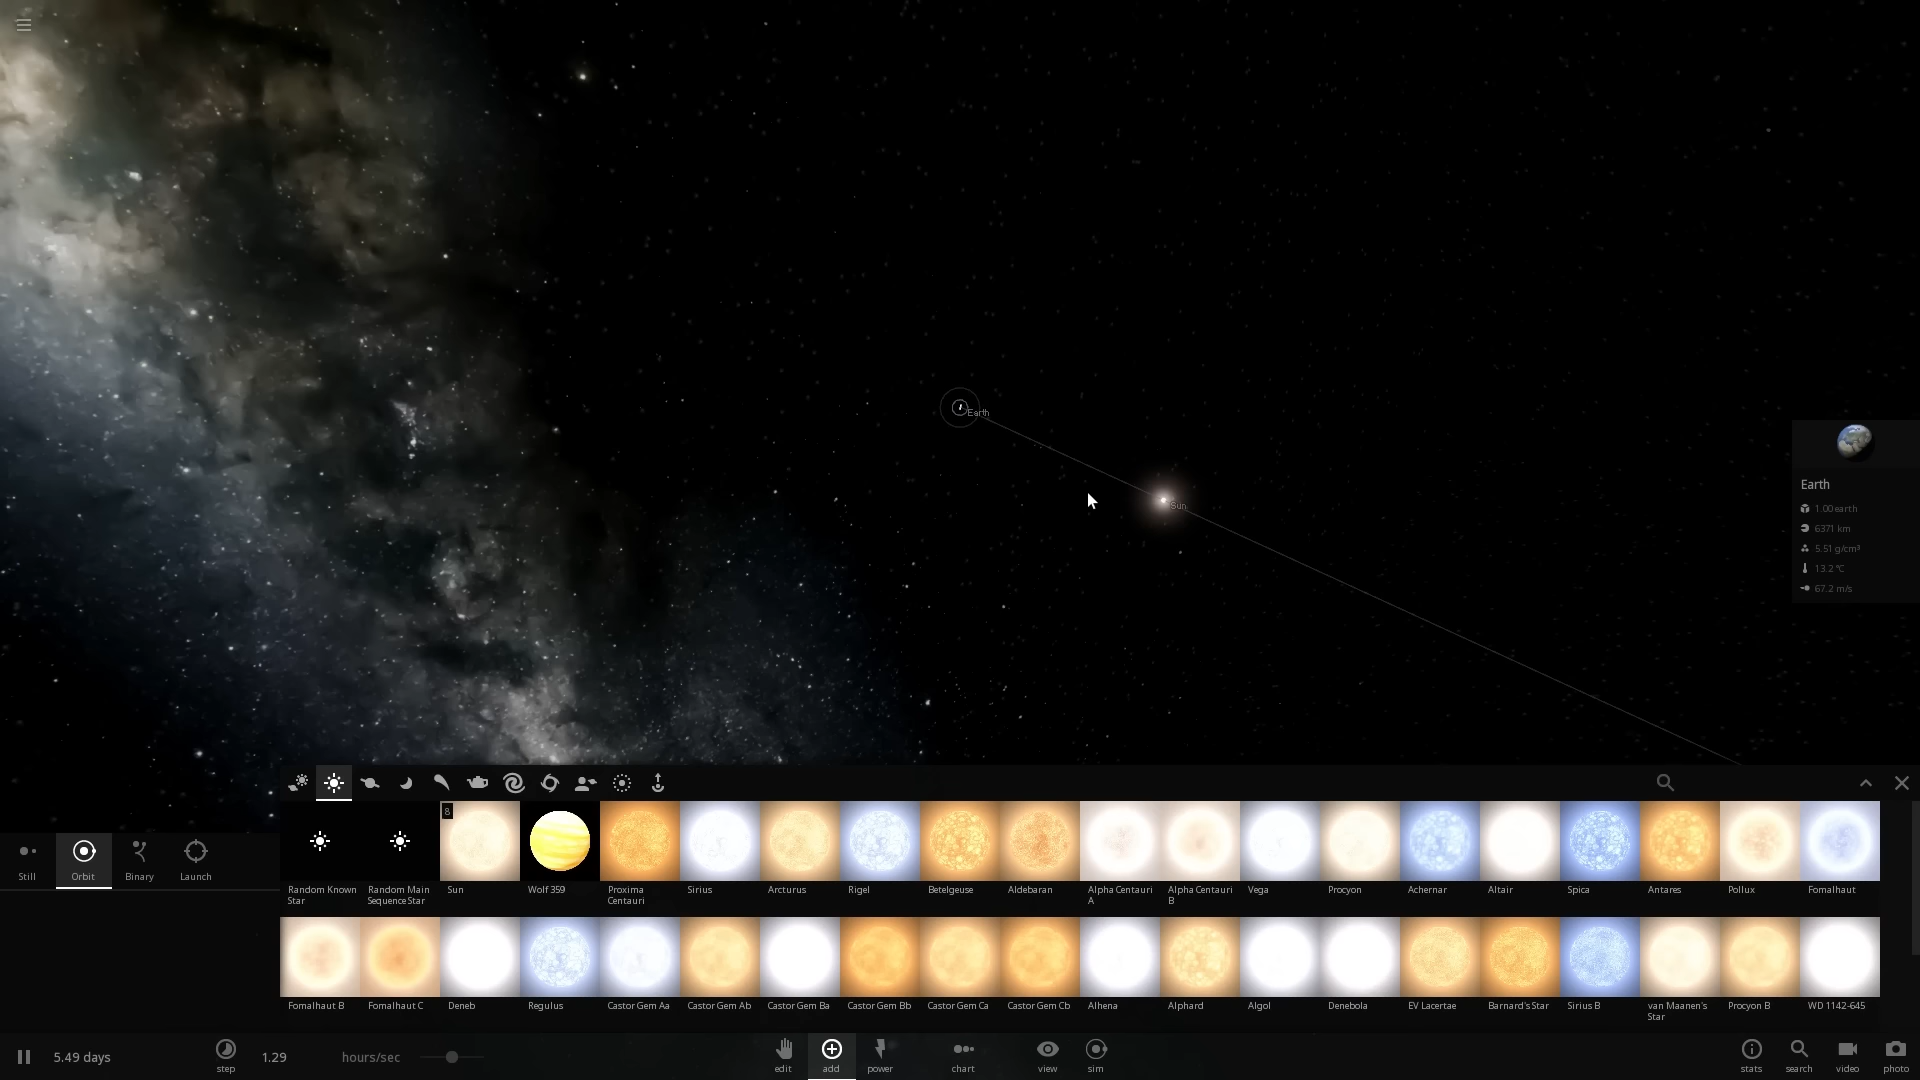 Earth
Sun
Earth
1.00 earth
6371 km
5.51 g/cm³
13.2 °C
67.2 m/s
8
Random Known Star
Random Main Sequence Star
Sun
Wolf 359
Proxima Centauri
Sirius
Arcturus
Rigel
Betelgeuse
Aldebaran
Alpha Centauri A
Alpha Centauri B
Vega
Procyon
Achernar
Altair
Spica
Antares
Pollux
Fomalhaut
Still
Orbit
Binary
Launch
Fomalhaut B
Fomalhaut C
Deneb
Regulus
Castor Gem Aa
Castor Gem Ab
Castor Gem Ba
Castor Gem Bb
Castor Gem Ca
Castor Gem Cb
Alhena
Alphard
Algol
Denebola
EV Lacertae
Barnard's Star
Sirius B
van Maanen's Star
Procyon B
WD 1142-645
5.49 days
step
1.29
hours/sec
edit
add
power
chart
view
sim
stats
search
video
photo